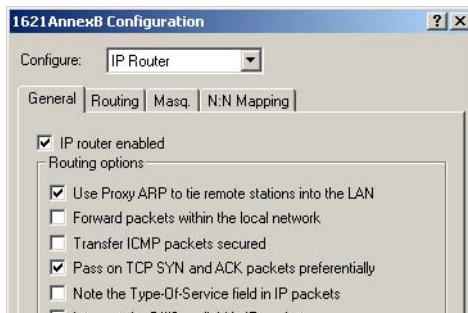 1621AnnexB Configuration
Configure: IP Router
General Routing Masq. N:N Mapping
IP router enabled
Routing options
Use Proxy ARP to tie remote stations into the LAN
Forward packets within the local network
Transfer ICMP packets secured
Pass on TCP SYN and ACK packets preferentially
Note the Type-Of-Service field in IP packets